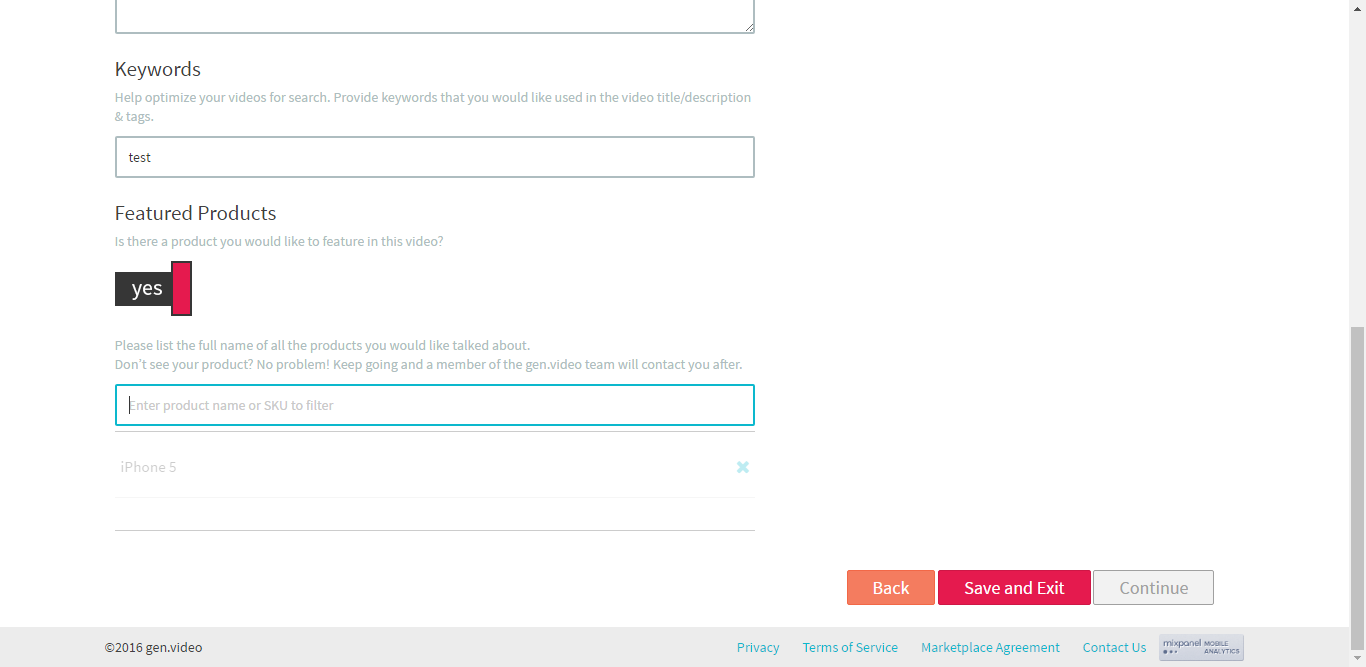 Keywords
Help optimize your videos for search. Provide keywords that you would like used in the video title/description
& tags.
test
Featured Products
Is there a product you would like to feature in this video?
yes
Please list the full name of all the products you would like talked about.
Don't see your product? No problem! Keep going and a member of the gen.video team will contact you after.
Enter product name or SKU to filter
iPhone 5
Back Save and Exit Continue
©2016 gen.video Privacy Terms of Service Marketplace Agreement Contact Us mixpanel MOBILE
ANALYTICS